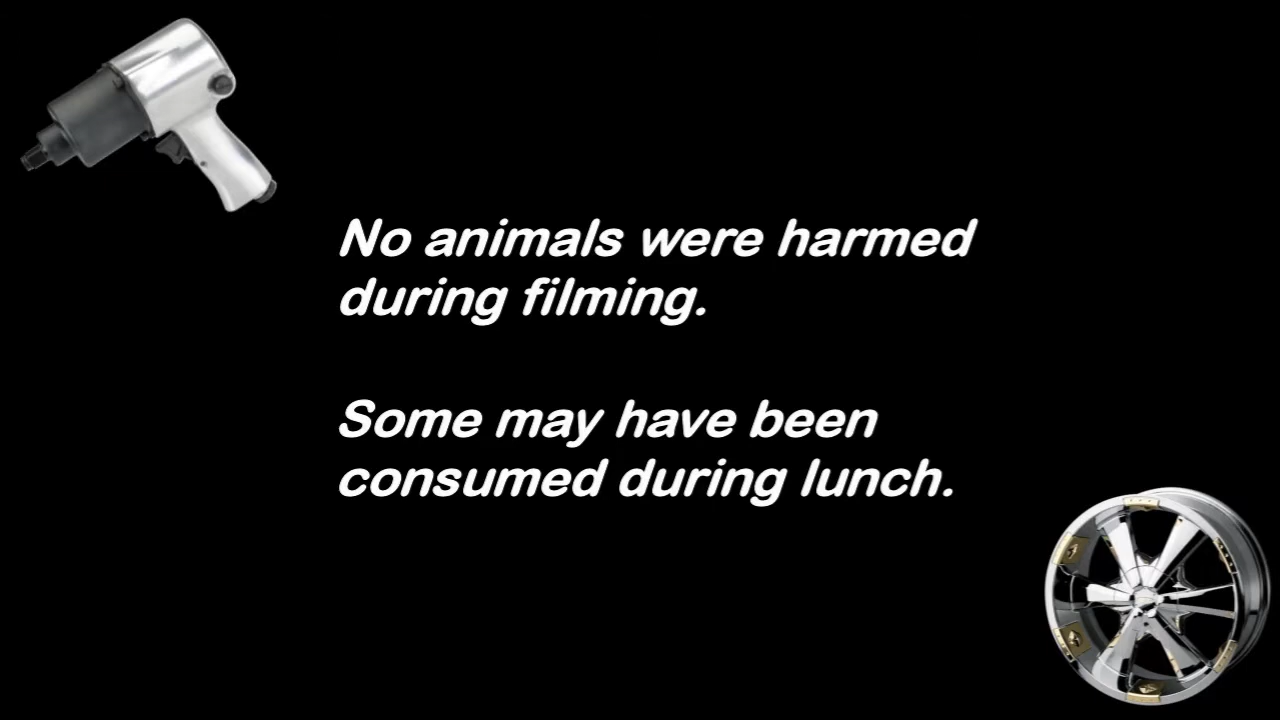 No animals were harmed
during filming.
Some may have been
consumed during lunch.